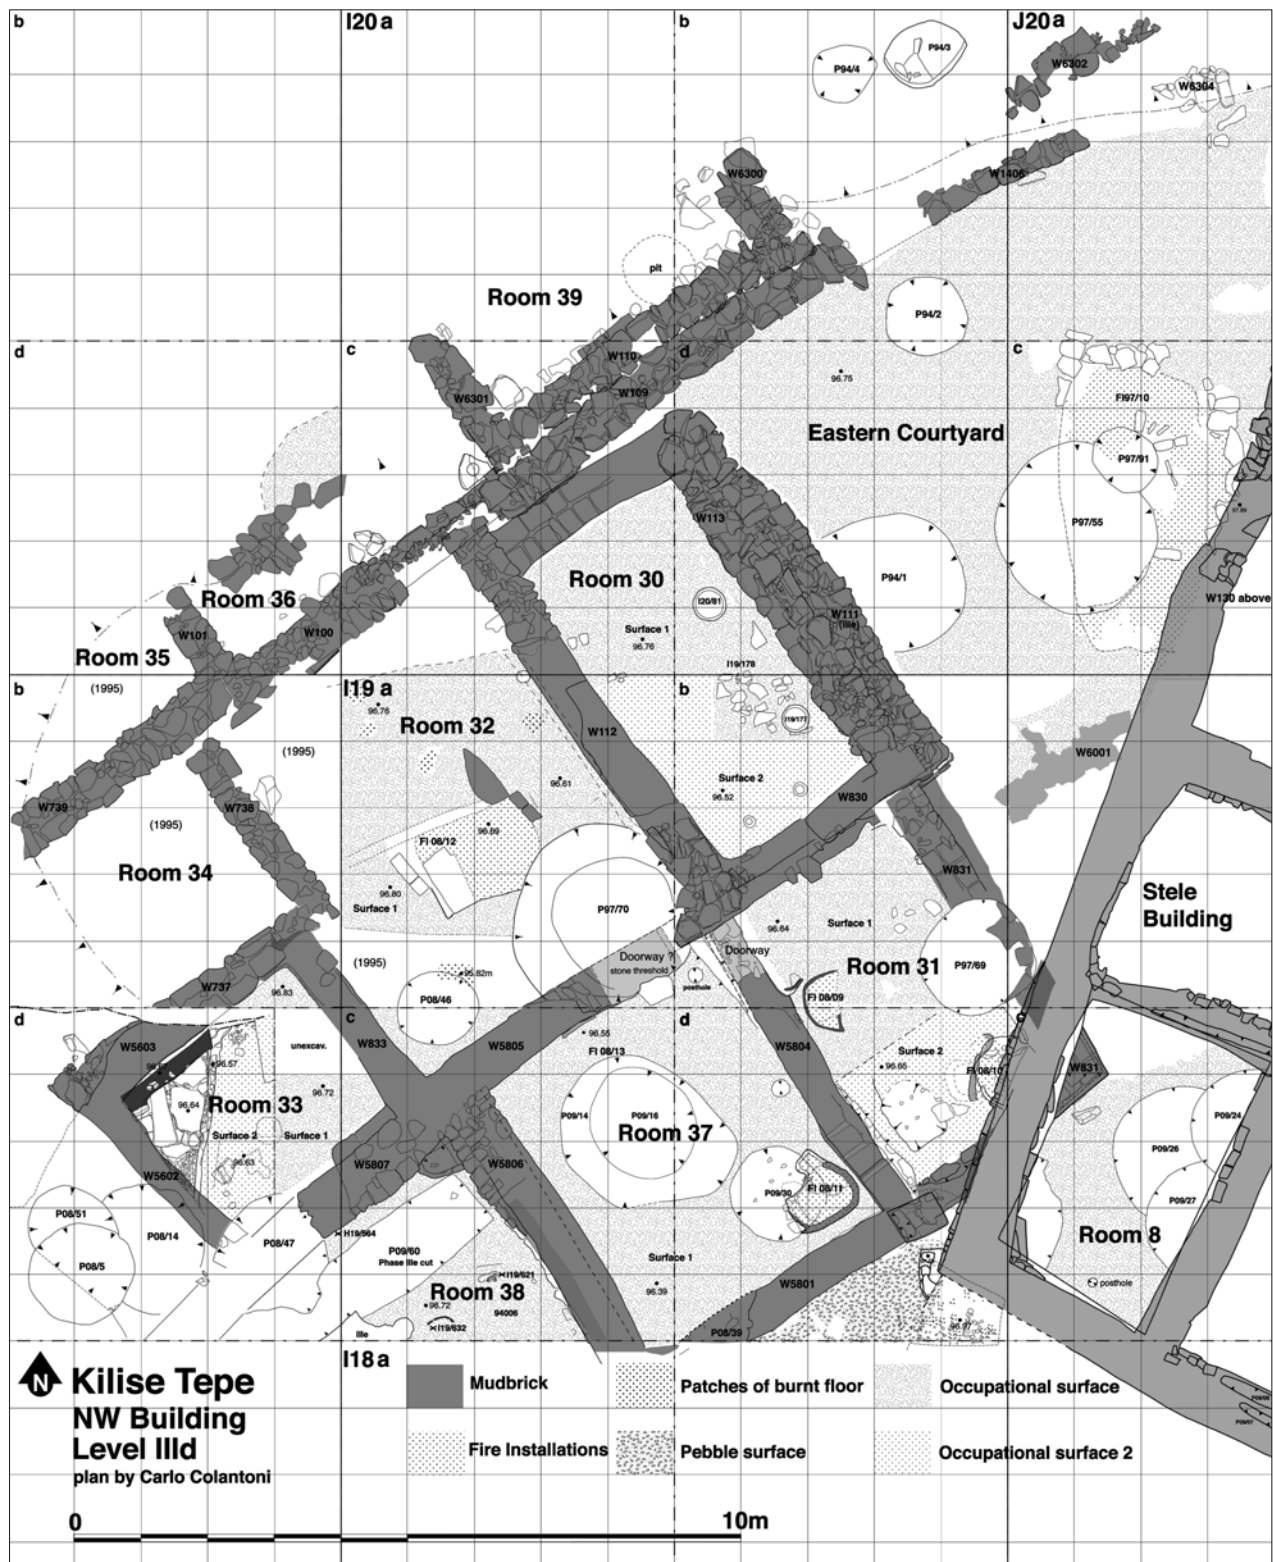 b
I20 a
b
J20 a
P94/4
P94/3
W6302
W6304
W6300
W1406
pit
Room 39
P94/2
d
c
d
c
W110
W109
W6301
96.75
FI97/10
Eastern Courtyard
P97/91
W113
P97/55
Room 30
P94/1
Room 36
I20/81
W130 above
W101
W100
Surface 1
96.76
W111
(IIIe)
Room 35
I19/178
(1995)
b
I19 a
b
96.76
Room 32
I19/177
W112
(1995)
W6001
96.61
Surface 2
96.52
W739
W738
W830
(1995)
96.69
FI 08/12
Room 34
W831
96.80
Surface 1
P97/70
Surface 1
96.64
Stele
Building
Doorway ?
stone threshold
Doorway
(1995)
Room 31
P97/69
95.82m
posthole
W737
96.83
P08/46
FI 08/09
d
c
d
W5603
unexcav.
W833
W5805
96.55
FI 08/13
W5804
Surface 2
96.65
96.57
FI 08/10
W831
96.64
Room 33
96.72
P09/14
P09/16
P09/24
Surface 2
Surface 1
Room 37
P09/26
96.63
W5602
W5807
W5806
P09/30
FI 08/11
P09/27
P08/51
P08/14
P08/47
H19/564
P09/60
Phase IIIe cut
Room 8
P08/5
Surface 1
I19/621
Room 38
96.39
W5801
posthole
96.72
94006
I19/632
IIIe
P08/39
96.97
I18 a
N
Kilise Tepe
NW Building
Level IIId
plan by Carlo Colantoni
Mudbrick
Patches of burnt floor
Occupational surface
Fire Installations
Pebble surface
Occupational surface 2
0
10m